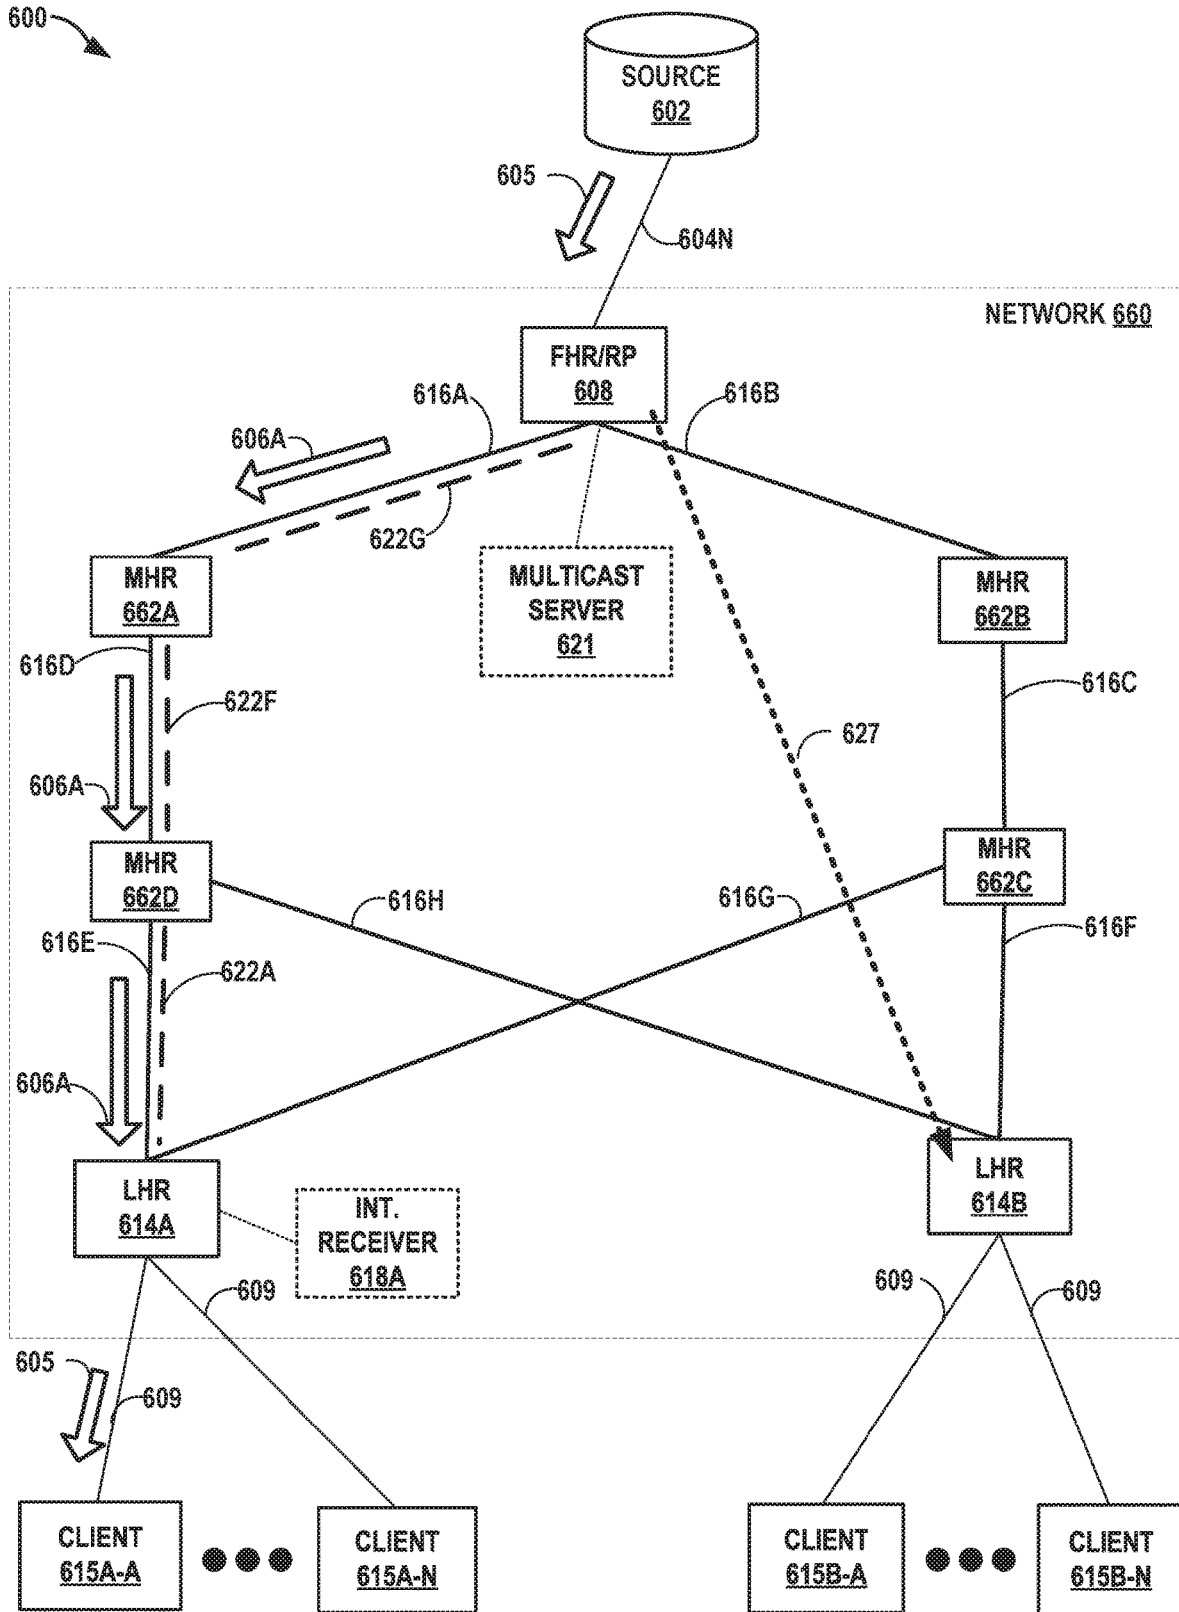 600
SOURCE
602
605
604N
NETWORK 660
FHR/RP
608
616A
616B
606A
622G
MULTICAST
SERVER
621
MHR
662A
MHR
662B
616D
622F
616C
627
606A
MHR
662D
MHR
662C
616H
616G
616E
622A
616F
606A
LHR
614A
INT.
RECEIVER
618A
LHR
614B
609
609
609
605
609
CLIENT
615A-A
CLIENT
615A-N
CLIENT
615B-A
CLIENT
615B-N